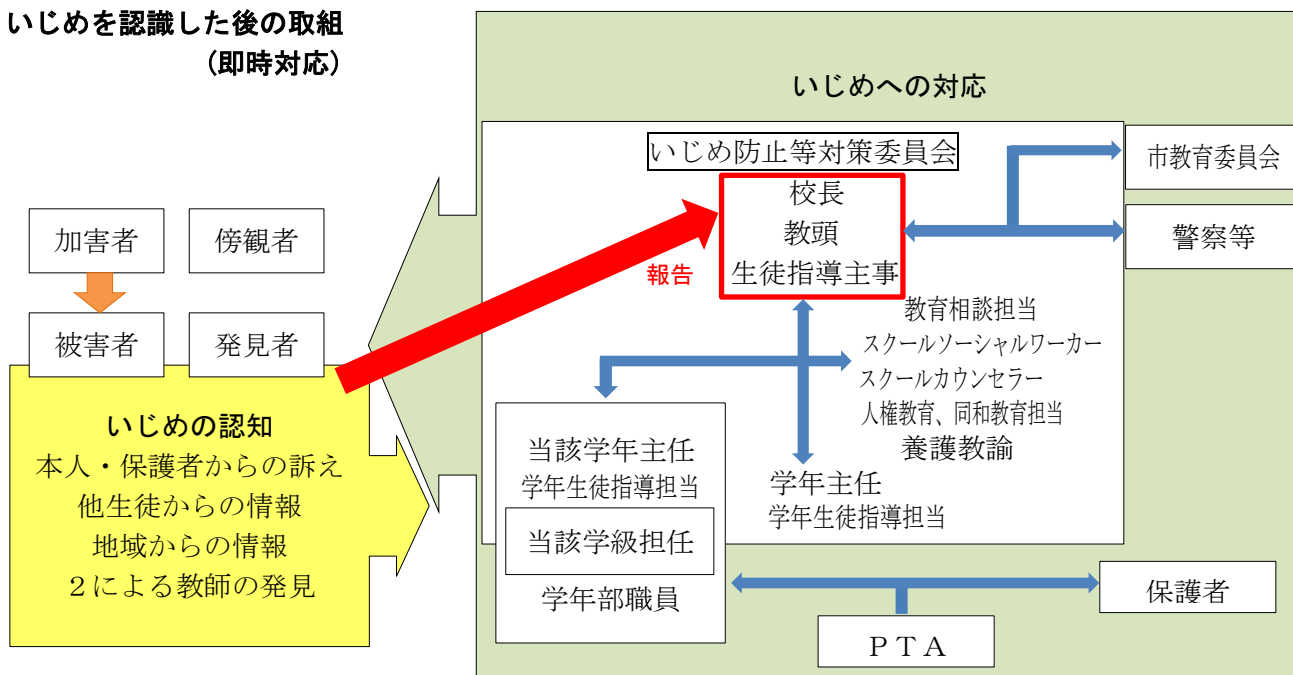 いじめを認識した後の取組
(即時対応)
加害者
傍観者
被害者
発見者
いじめの認知
本人・保護者からの訴え
他生徒からの情報
地域からの情報
２による教師の発見
報告
いじめへの対応
いじめ防止等対策委員会
校長
教頭
生徒指導主事
市教育委員会
警察等
教育相談担当
スクールソーシャルワーカー
スクールカウンセラー
人権教育、同和教育担当
養護教諭
当該学年主任
学年生徒指導担当
当該学級担任
学年部職員
学年主任
学年生徒指導担当
保護者
ＰＴＡ